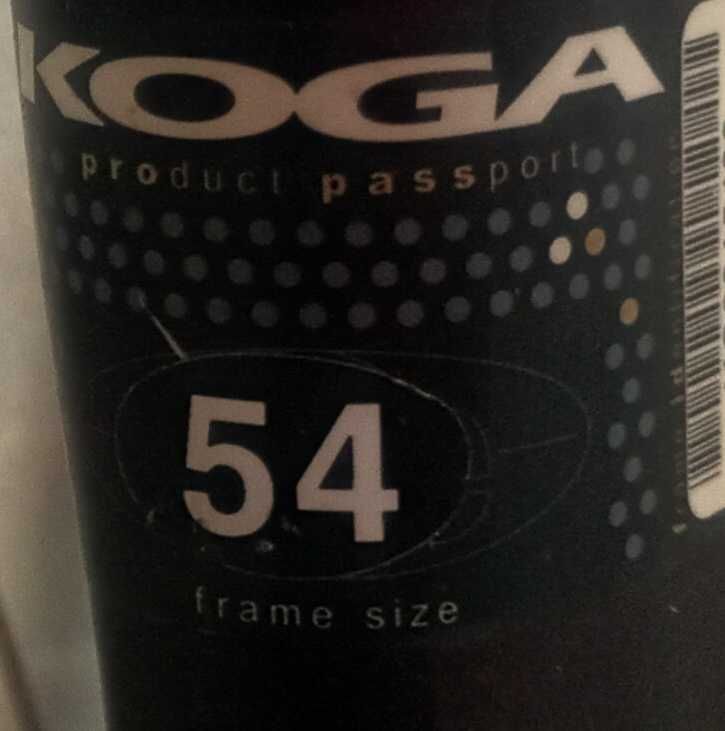 KOGA
product passport
54
frame size